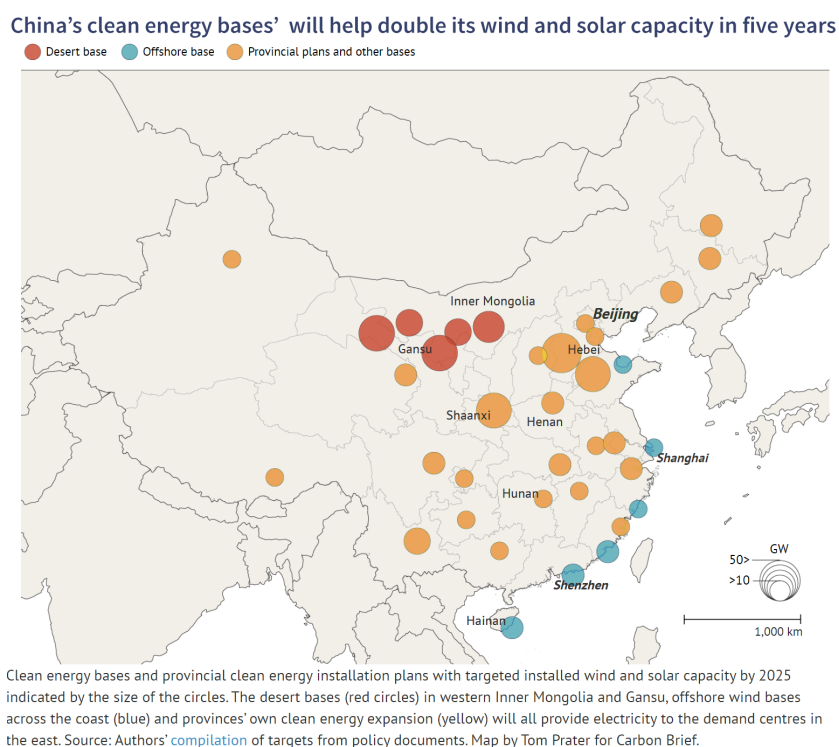 China's clean energy bases’  will help double its wind and solar capacity in five years
Desert base   Offshore base   Provincial plans and other bases
Inner Mongolia
Beijing
Gansu
Hebei
Shaanxi
Henan
Shanghai
Hunan
GW
50>
>10
Shenzhen
Hainan
1,000 km
Clean energy bases and provincial clean energy installation plans with targeted installed wind and solar capacity by 2025
indicated by the size of the circles. The desert bases (red circles) in western Inner Mongolia and Gansu, offshore wind bases
across the coast (blue) and provinces’ own clean energy expansion (yellow) will all provide electricity to the demand centres in
the east. Source: Authors’ compilation of targets from policy documents. Map by Tom Prater for Carbon Brief.